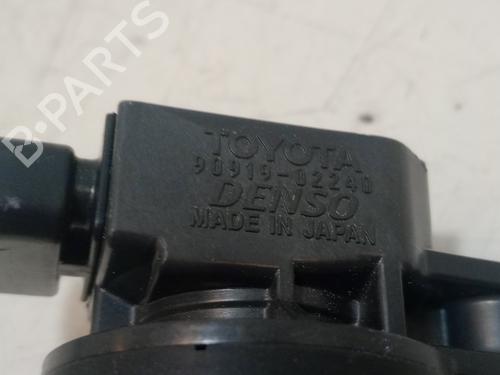 TOYOTA
90919-02240
DENSO
MADE IN JAPAN
B-PARTS